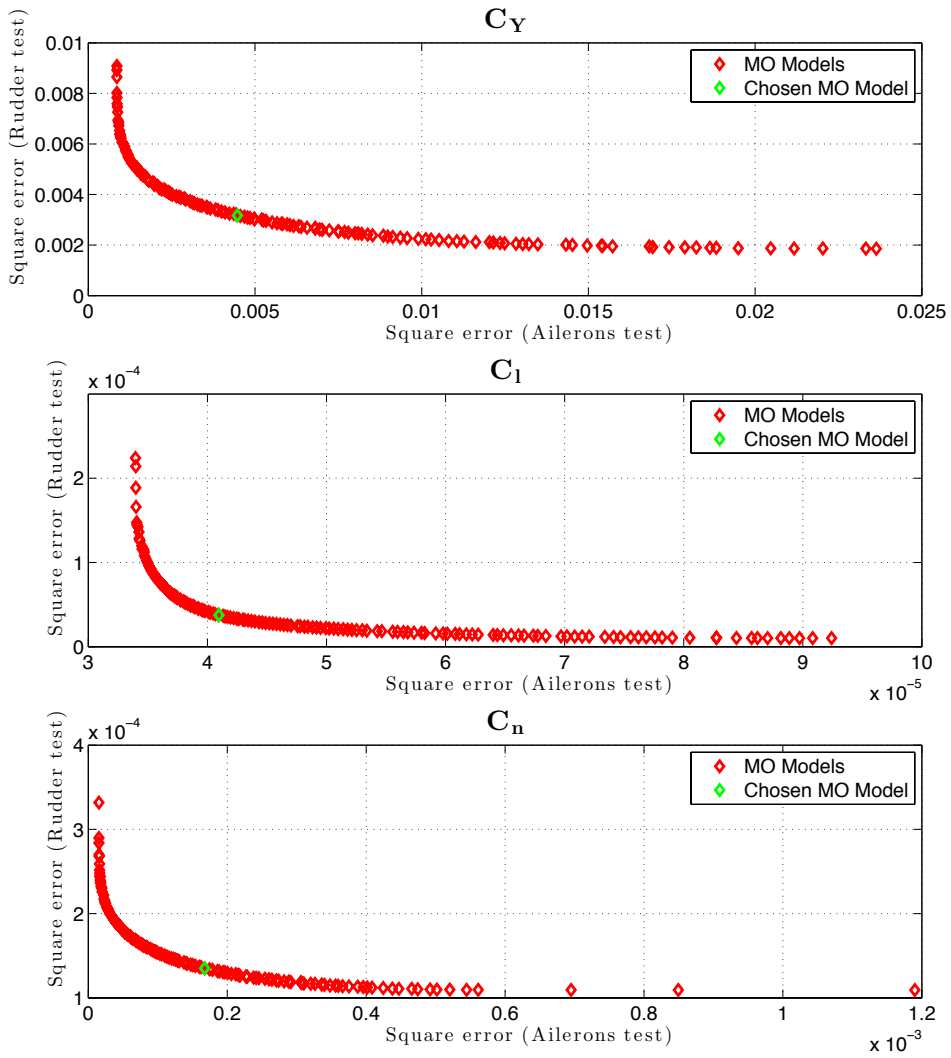 C_Y
Square error (Rudder test)
0.01
0.008
0.006
0.004
0.002
0
MO Models
Chosen MO Model
0 0.005 0.01 0.015 0.02 0.025
Square error (Ailerons test)
C_l
x 10⁻⁴
Square error (Rudder test)
2
1
0
MO Models
Chosen MO Model
3 4 5 6 7 8 9 10
Square error (Ailerons test)
x 10⁻⁵
C_n
x 10⁻⁴
Square error (Rudder test)
4
3
2
1
MO Models
Chosen MO Model
0 0.2 0.4 0.6 0.8 1 1.2
Square error (Ailerons test)
x 10⁻³